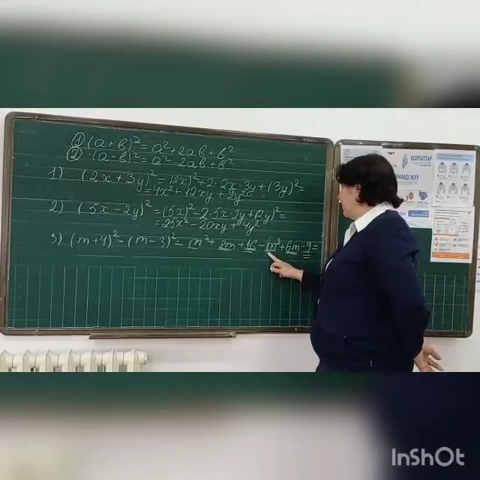 ① (a+b)² = a²+2ab+b²
② (a-b)² = a²-2ab+b²
1) (2x+3y)² = (2x)²+2·2x·3y+(3y)² =
= 4x²+12xy+9y²
2) (5x-2y)² = (5x)²-2·5x·2y+(2y)² =
= 25x²-20xy+4y²
3) (m+4)² = (m-3)² = m²+8m+16-m²+6m-9 =
InShOt